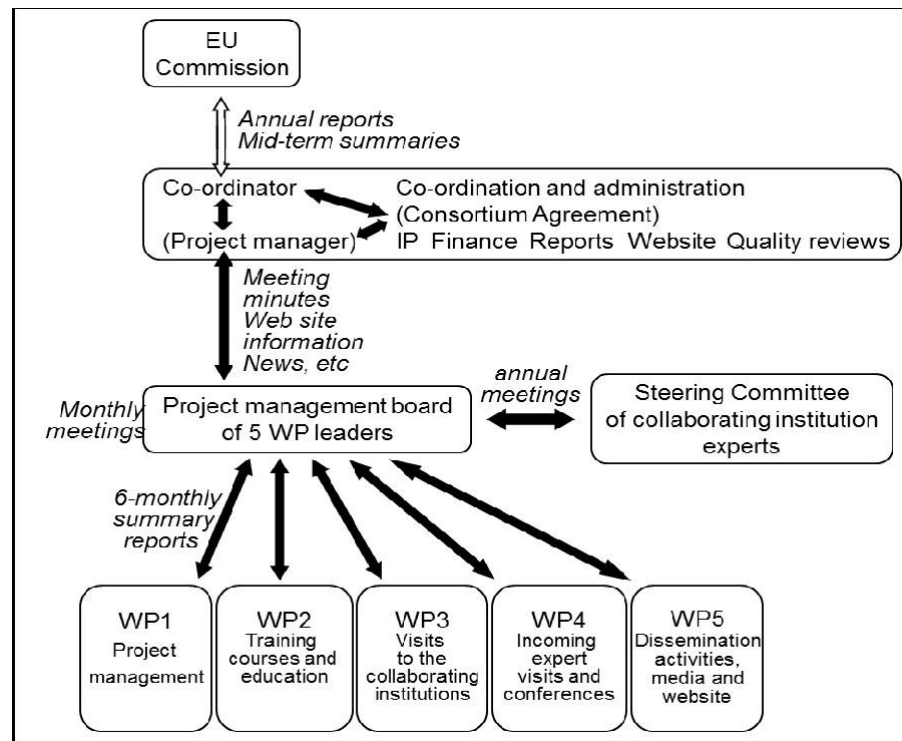 EU
Commission
Annual reports
Mid-term summaries
Co-ordinator
(Project manager)
Co-ordination and administration
(Consortium Agreement)
IP Finance Reports Website Quality reviews
Meeting
minutes
Web site
information
News, etc
Monthly
meetings
Project management board
of 5 WP leaders
annual
meetings
Steering Committee
of collaborating institution
experts
6-monthly
summary
reports
WP1
Project
management
WP2
Training
courses and
education
WP3
Visits
to the
collaborating
institutions
WP4
Incoming
expert
visits and
conferences
WP5
Dissemination
activities,
media and
website